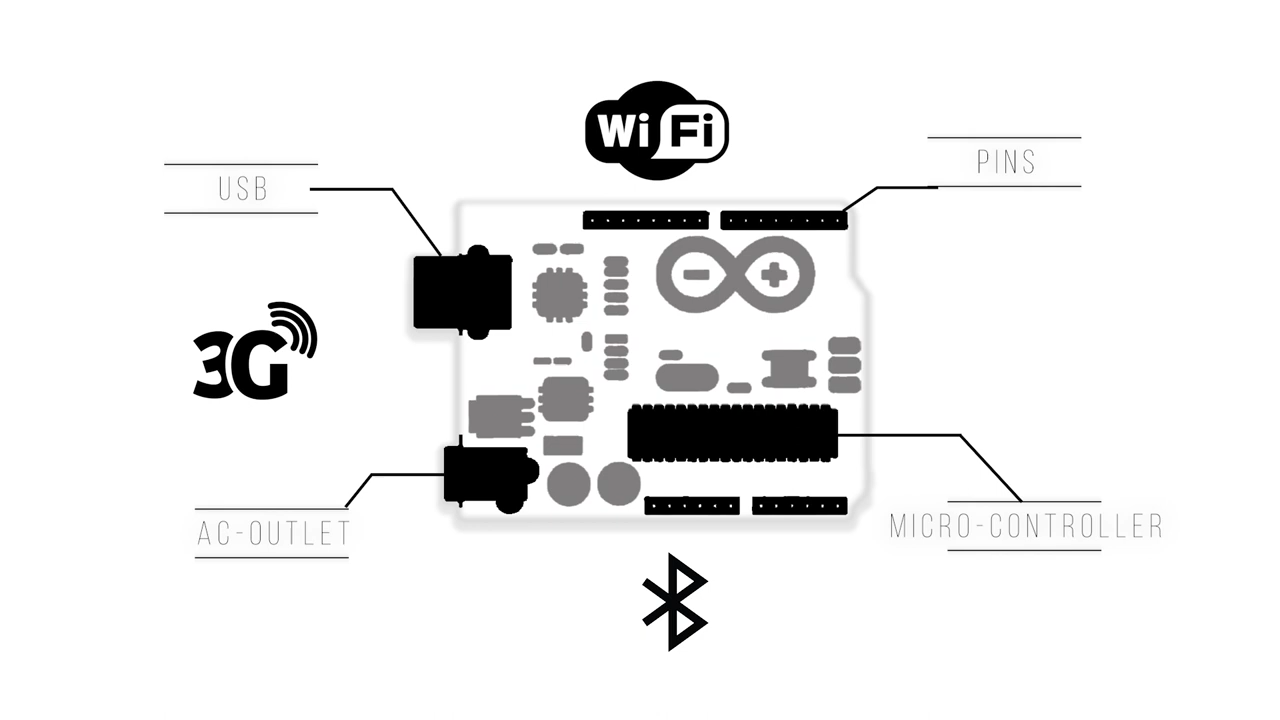 WiFi
PINS
USB
3G
AC-OUTLET
MICRO-CONTROLLER